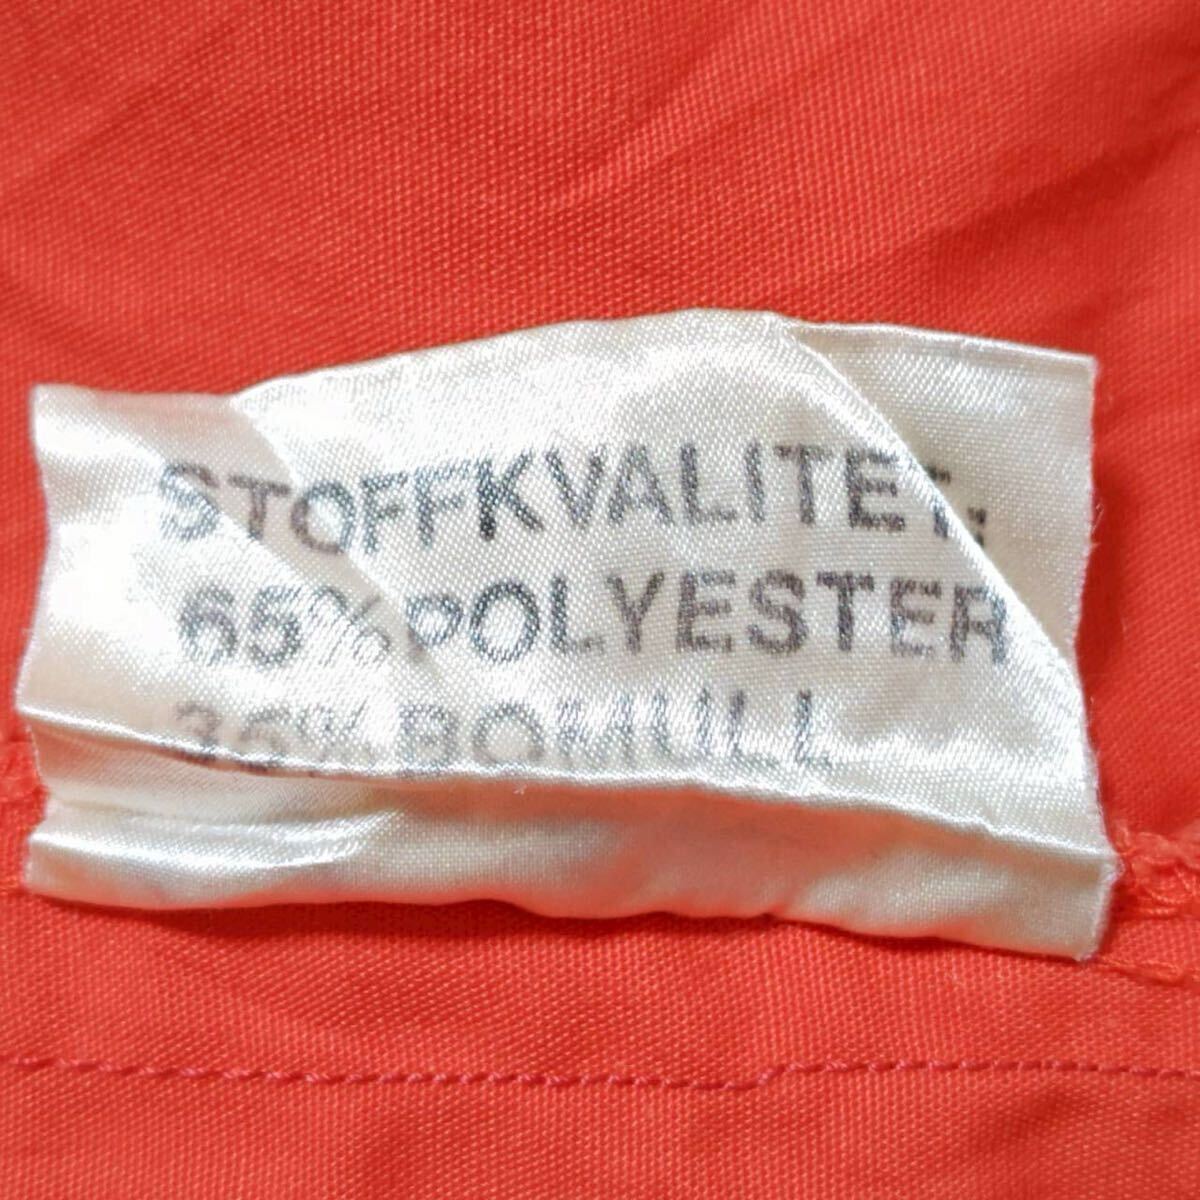 STOFFKVALITET:
65% POLYESTER
35% BOMULL